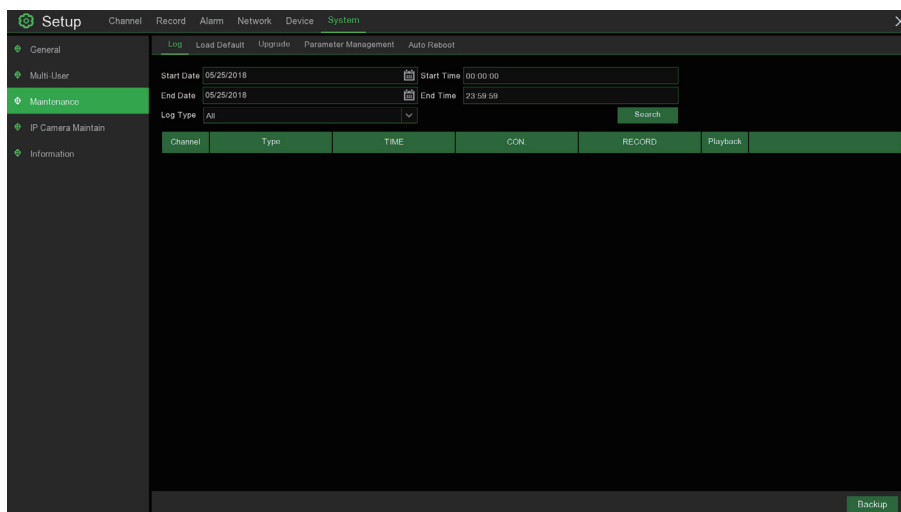 Setup Channel Record Alarm Network Device System
General
Multi-User
Maintenance
IP Camera Maintain
Information
Log Load Default Upgrade Parameter Management Auto Reboot
Start Date 05/25/2018 Start Time 00:00:00
End Date 05/25/2018 End Time 23:59:59
Log Type All Search
Channel Type TIME CON. RECORD Playback
Backup